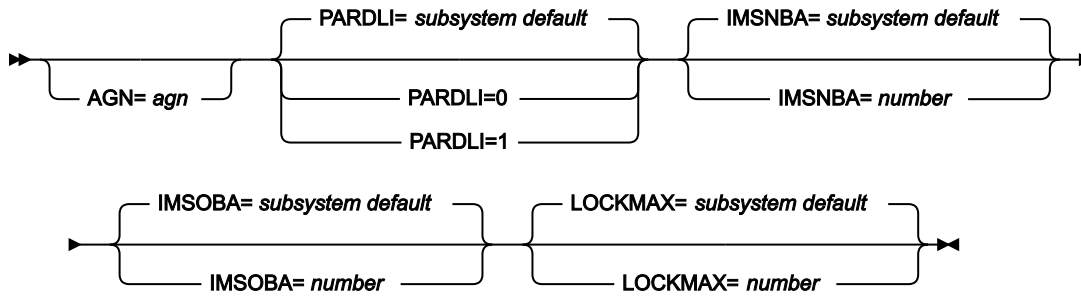 PARDLI= subsystem default
IMSNBA= subsystem default
AGN= agn
PARDLI=0
IMSNBA= number
PARDLI=1
IMSOBA= subsystem default
LOCKMAX= subsystem default
IMSOBA= number
LOCKMAX= number